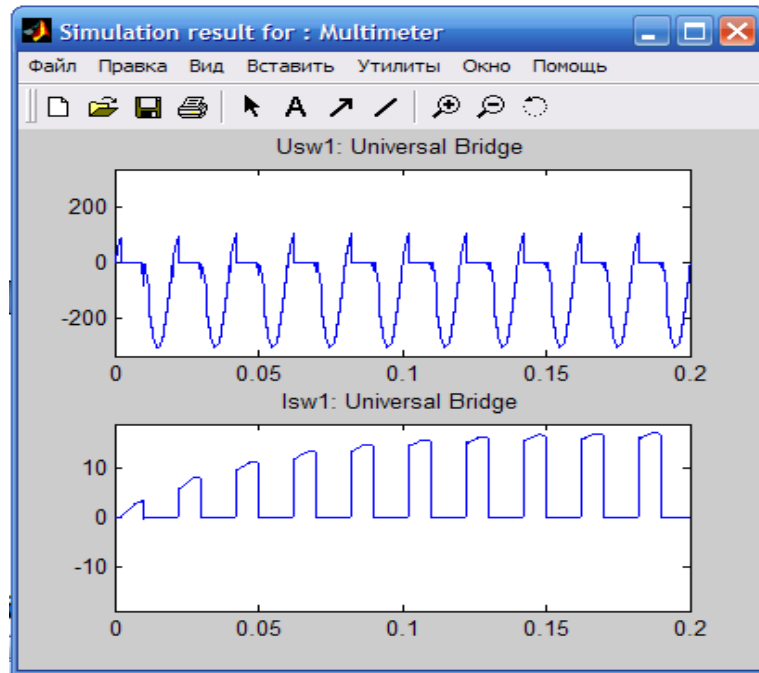 Simulation result for : Multimeter
Файл Правка Вид Вставить Утилиты Окно Помощь
A
Usw1: Universal Bridge
200
0
-200
0 0.05 0.1 0.15 0.2
Isw1: Universal Bridge
10
0
-10
0 0.05 0.1 0.15 0.2